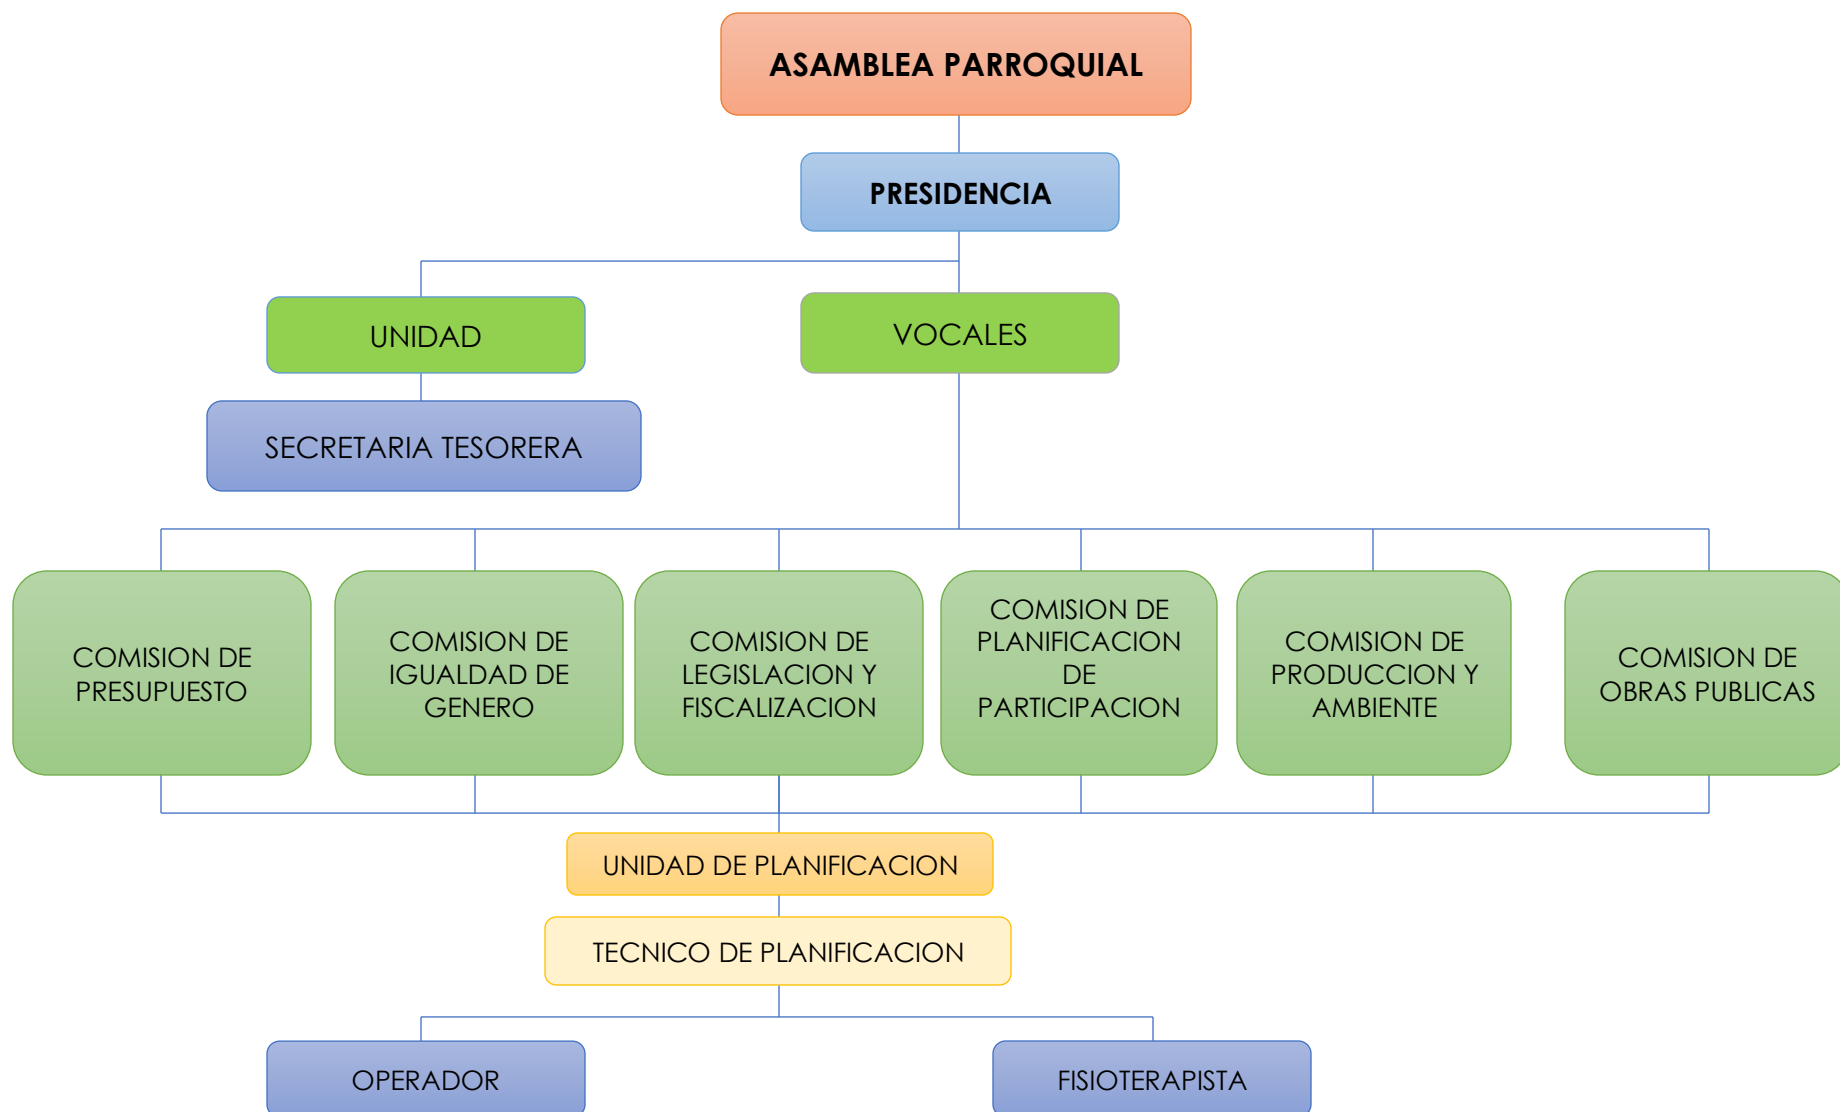 ASAMBLEA PARROQUIAL
PRESIDENCIA
UNIDAD
VOCALES
SECRETARIA TESORERA
COMISION DE
PRESUPUESTO
COMISION DE
IGUALDAD DE
GENERO
COMISION DE
LEGISLACION Y
FISCALIZACION
COMISION DE
PLANIFICACION
DE
PARTICIPACION
COMISION DE
PRODUCCION Y
AMBIENTE
COMISION DE
OBRAS PUBLICAS
UNIDAD DE PLANIFICACION
TECNICO DE PLANIFICACION
OPERADOR
FISIOTERAPISTA